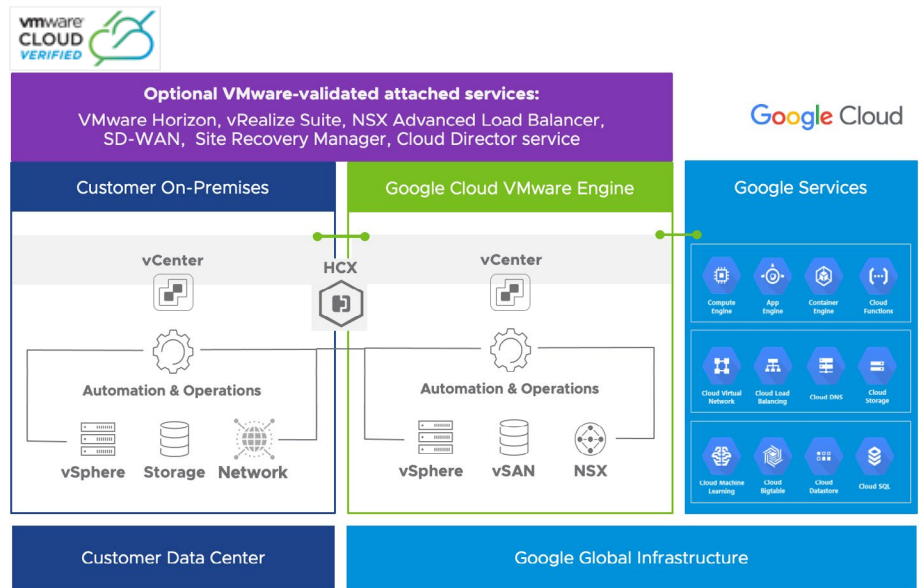 vmware
CLOUD
VERIFIED
Optional VMware-validated attached services:
VMware Horizon, vRealize Suite, NSX Advanced Load Balancer,
SD-WAN, Site Recovery Manager, Cloud Director service
Google Cloud
Customer On-Premises
Google Cloud VMware Engine
Google Services
vCenter
HCX
vCenter
Compute
Engine
App
Engine
Container
Engine
Cloud
Functions
Automation & Operations
Automation & Operations
Cloud Virtual
Network
Cloud Load
Balancing
Cloud DNS
Cloud
Storage
vSphere
Storage
Network
vSphere
vSAN
NSX
Cloud Machine
Learning
Cloud
Bigtable
Cloud
Datastore
Cloud SQL
Customer Data Center
Google Global Infrastructure